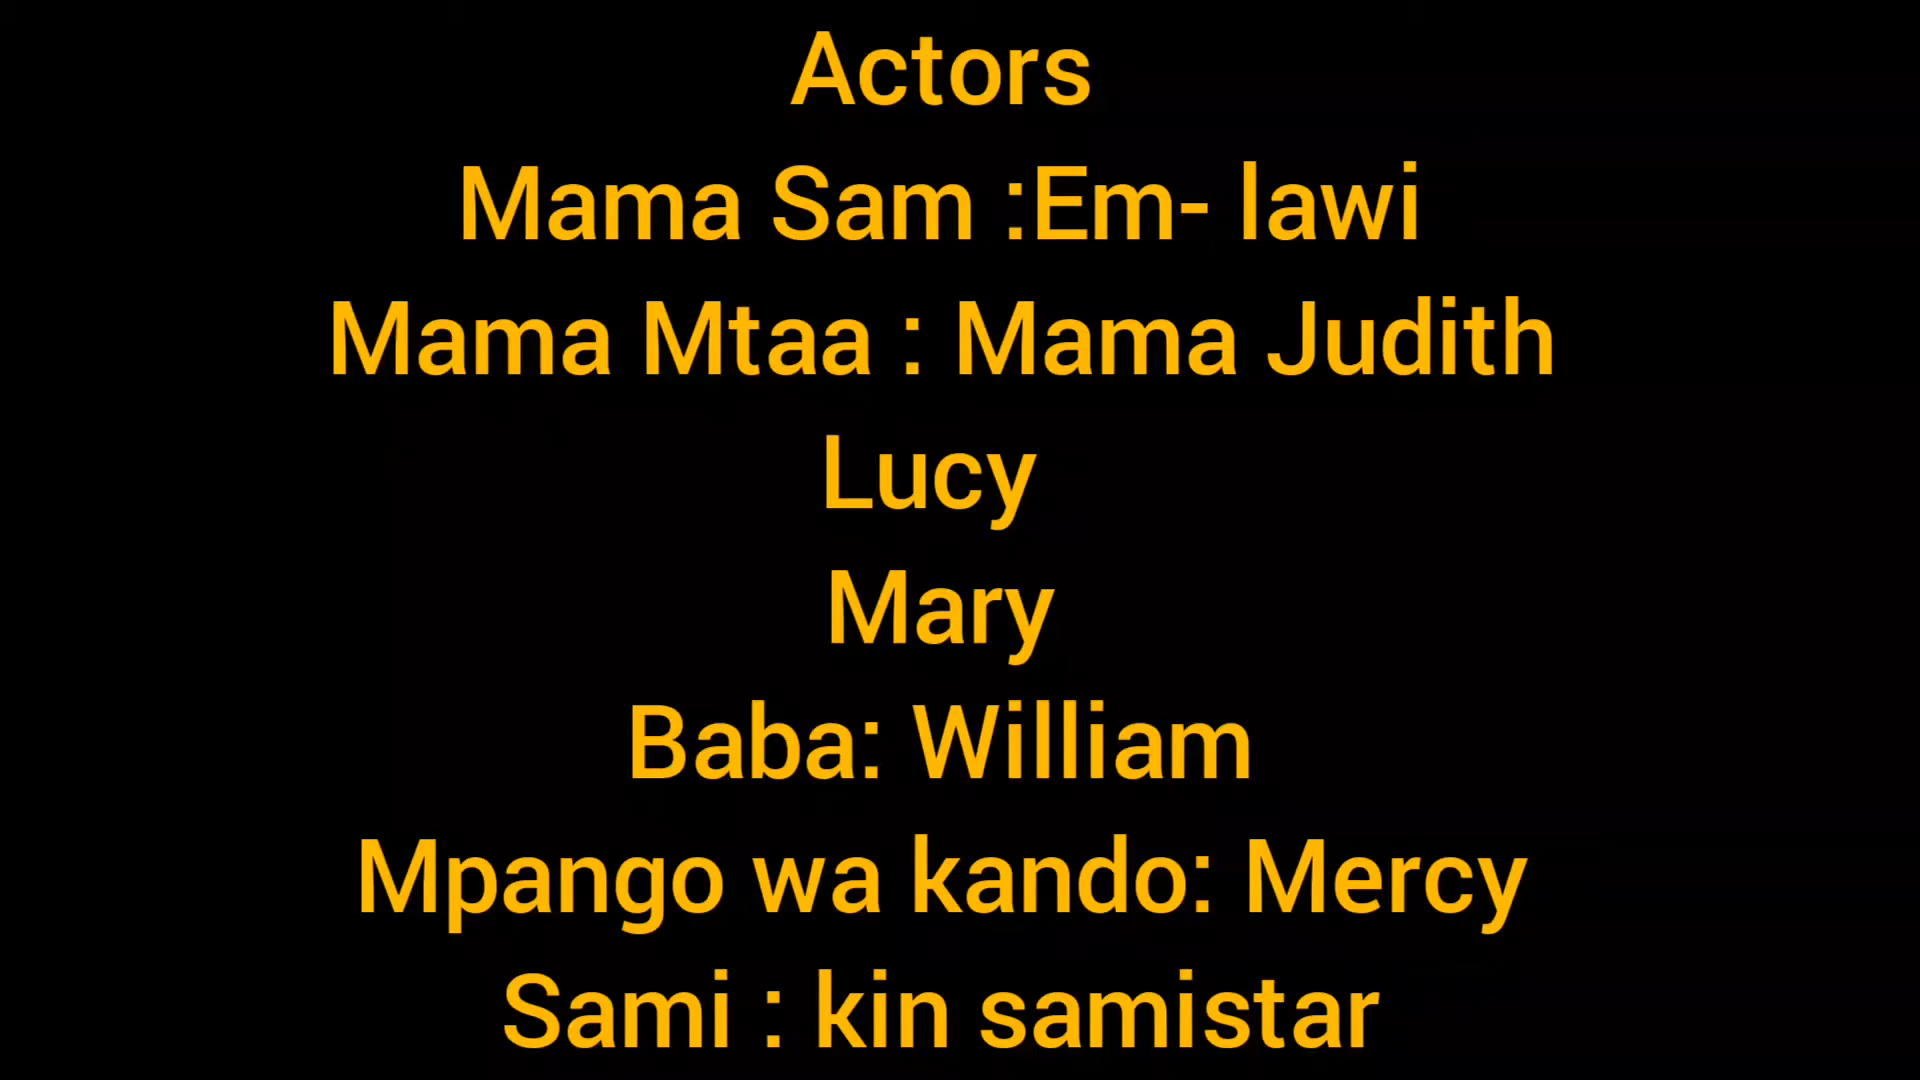 Actors
Mama Sam :Em- lawi
Mama Mtaa : Mama Judith
Lucy
Mary
Baba: William
Mpango wa kando: Mercy
Sami : kin samistar